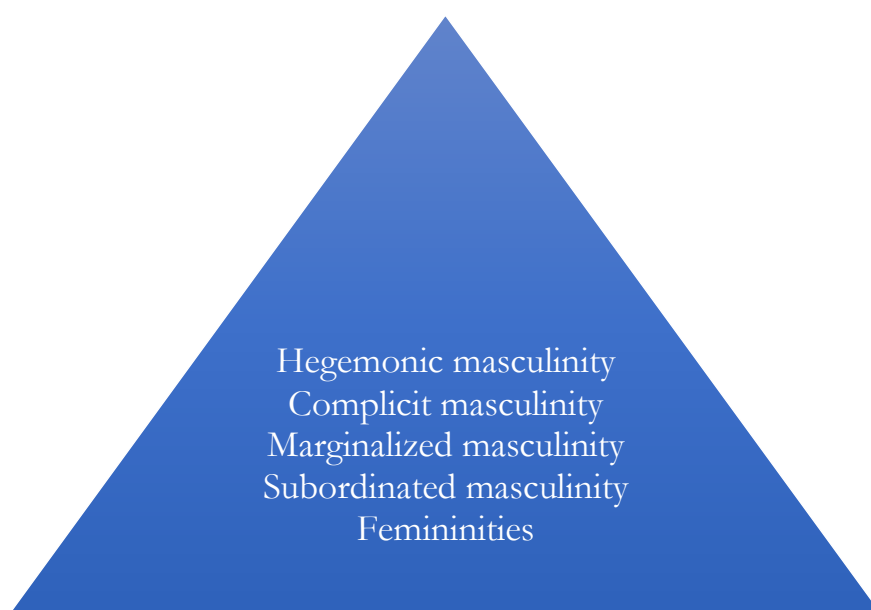 Hegemonic masculinity
Complicit masculinity
Marginalized masculinity
Subordinated masculinity
Femininities